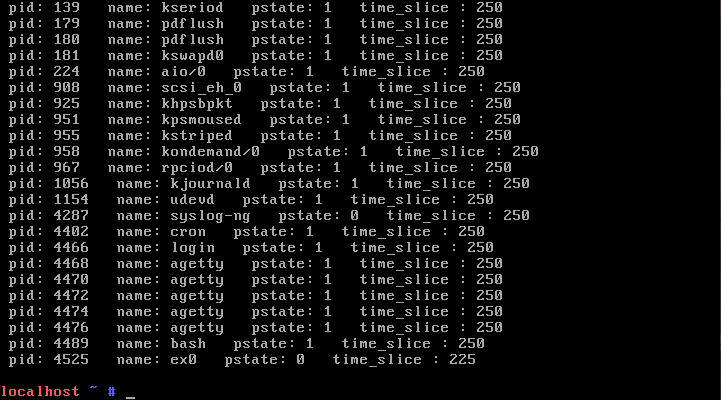 pid: 139   name: kseriod   pstate: 1   time_slice : 250
pid: 179   name: pdflush   pstate: 1   time_slice : 250
pid: 180   name: pdflush   pstate: 1   time_slice : 250
pid: 181   name: kswapd0   pstate: 1   time_slice : 250
pid: 224   name: aio/0   pstate: 1   time_slice : 250
pid: 908   name: scsi_eh_0   pstate: 1   time_slice : 250
pid: 925   name: khpsbpkt   pstate: 1   time_slice : 250
pid: 951   name: kpsmoused   pstate: 1   time_slice : 250
pid: 955   name: kstriped   pstate: 1   time_slice : 250
pid: 958   name: kondemand/0   pstate: 1   time_slice : 250
pid: 967   name: rpciod/0   pstate: 1   time_slice : 250
pid: 1056   name: kjournald   pstate: 1   time_slice : 250
pid: 1154   name: udevd   pstate: 1   time_slice : 250
pid: 4287   name: syslog-ng   pstate: 0   time_slice : 250
pid: 4402   name: cron   pstate: 1   time_slice : 250
pid: 4466   name: login   pstate: 1   time_slice : 250
pid: 4468   name: agetty   pstate: 1   time_slice : 250
pid: 4470   name: agetty   pstate: 1   time_slice : 250
pid: 4472   name: agetty   pstate: 1   time_slice : 250
pid: 4474   name: agetty   pstate: 1   time_slice : 250
pid: 4476   name: agetty   pstate: 1   time_slice : 250
pid: 4489   name: bash   pstate: 1   time_slice : 250
pid: 4525   name: ex0   pstate: 0   time_slice : 225
localhost ~ # _